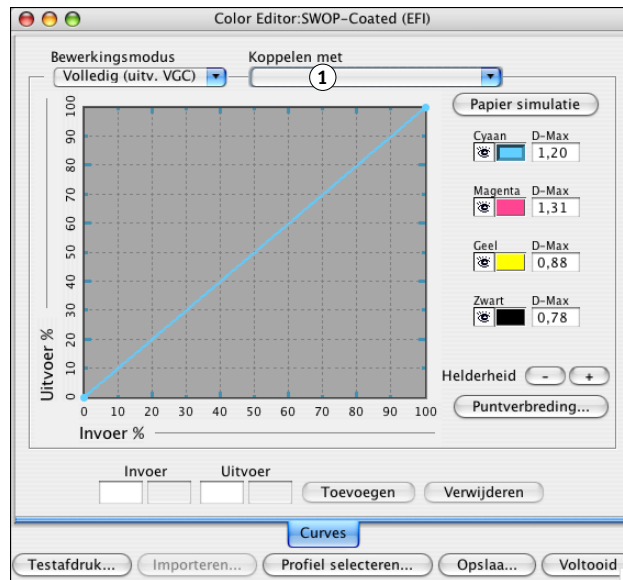 Color Editor:SWOP-Coated (EFI)
Bewerkingsmodus Koppelen met
Volledig (uitv. VGC) 1
Papier simulatie
Cyaan D-Max
1,20
Magenta D-Max
1,31
Geel D-Max
0,88
Zwart D-Max
0,78
Helderheid - +
Puntverbreding...
Uitvoer %
100
90
80
70
60
50
40
30
20
10
0
0 10 20 30 40 50 60 70 80 90 100
Invoer %
Invoer Uitvoer
Toevoegen Verwijderen
Curves
Testafdruk... Importeren... Profiel selecteren... Opslaa... Voltooid